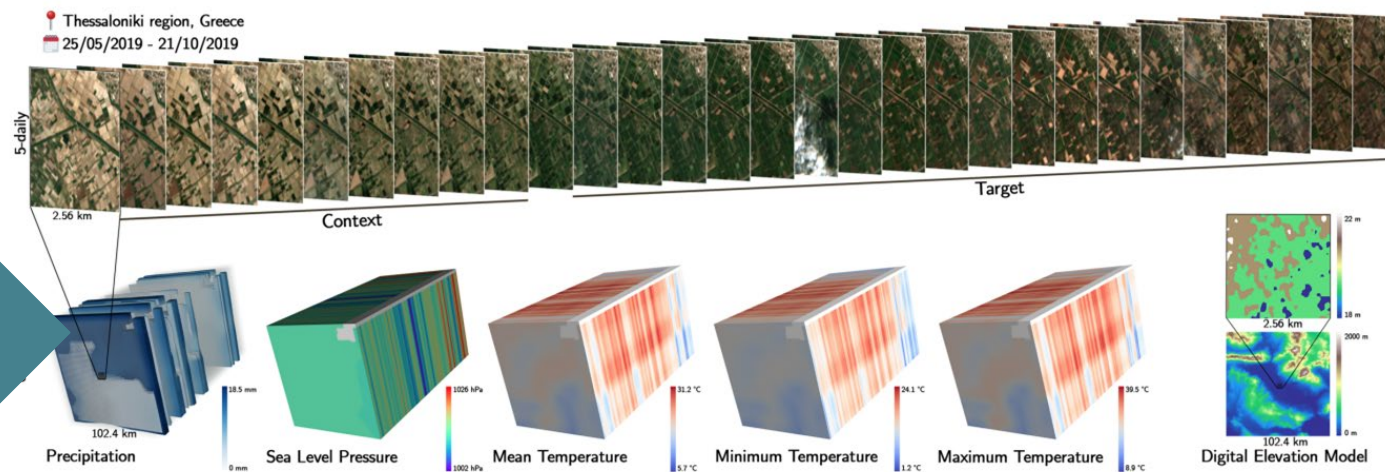 Thessaloniki region, Greece
25/05/2019 - 21/10/2019
5-daily
2.56 km
Context
Target
18.5 mm
0 mm
102.4 km
Precipitation
1026 hPa
1002 hPa
Sea Level Pressure
31.2 °C
5.7 °C
Mean Temperature
24.1 °C
1.2 °C
Minimum Temperature
39.5 °C
8.9 °C
Maximum Temperature
22 m
18 m
2.56 km
2000 m
0 m
102.4 km
Digital Elevation Model